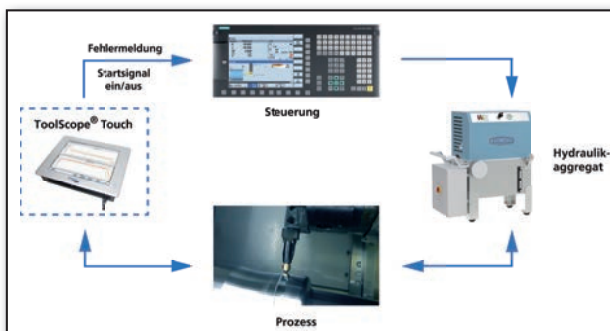 Fehlermeldung
Startsignal
ein/aus
ToolScope® Touch
Steuerung
Hydraulik-
aggregat
Prozess